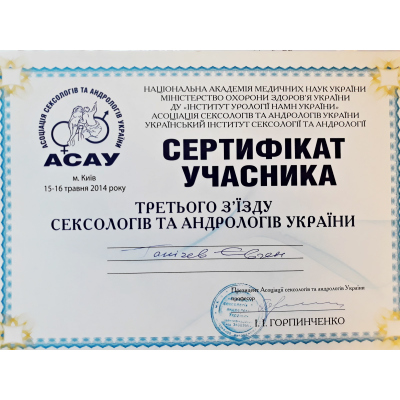 НАЦІОНАЛЬНА АКАДЕМІЯ МЕДИЧНИХ НАУК УКРАЇНИ
МІНІСТЕРСТВО ОХОРОНИ ЗДОРОВ'Я УКРАЇНИ
ДУ «ІНСТИТУТ УРОЛОГІЇ НАМН УКРАЇНИ»
АСОЦІАЦІЯ СЕКСОЛОГІВ ТА АНДРОЛОГІВ УКРАЇНИ
УКРАЇНСЬКИЙ ІНСТИТУТ СЕКСОЛОГІЇ ТА АНДРОЛОГІЇ
АСОЦІАЦІЯ СЕКСОЛОГІВ ТА АНДРОЛОГІВ УКРАЇНИ
АСАУ
м. Київ
15-16 травня 2014 року
СЕРТИФІКАТ
УЧАСНИКА
ТРЕТЬОГО З'ЇЗДУ
СЕКСОЛОГІВ ТА АНДРОЛОГІВ УКРАЇНИ
Євген
Президент Асоціації сексологів та андрологів України
професор
І. І. ГОРПИНЧЕНКО